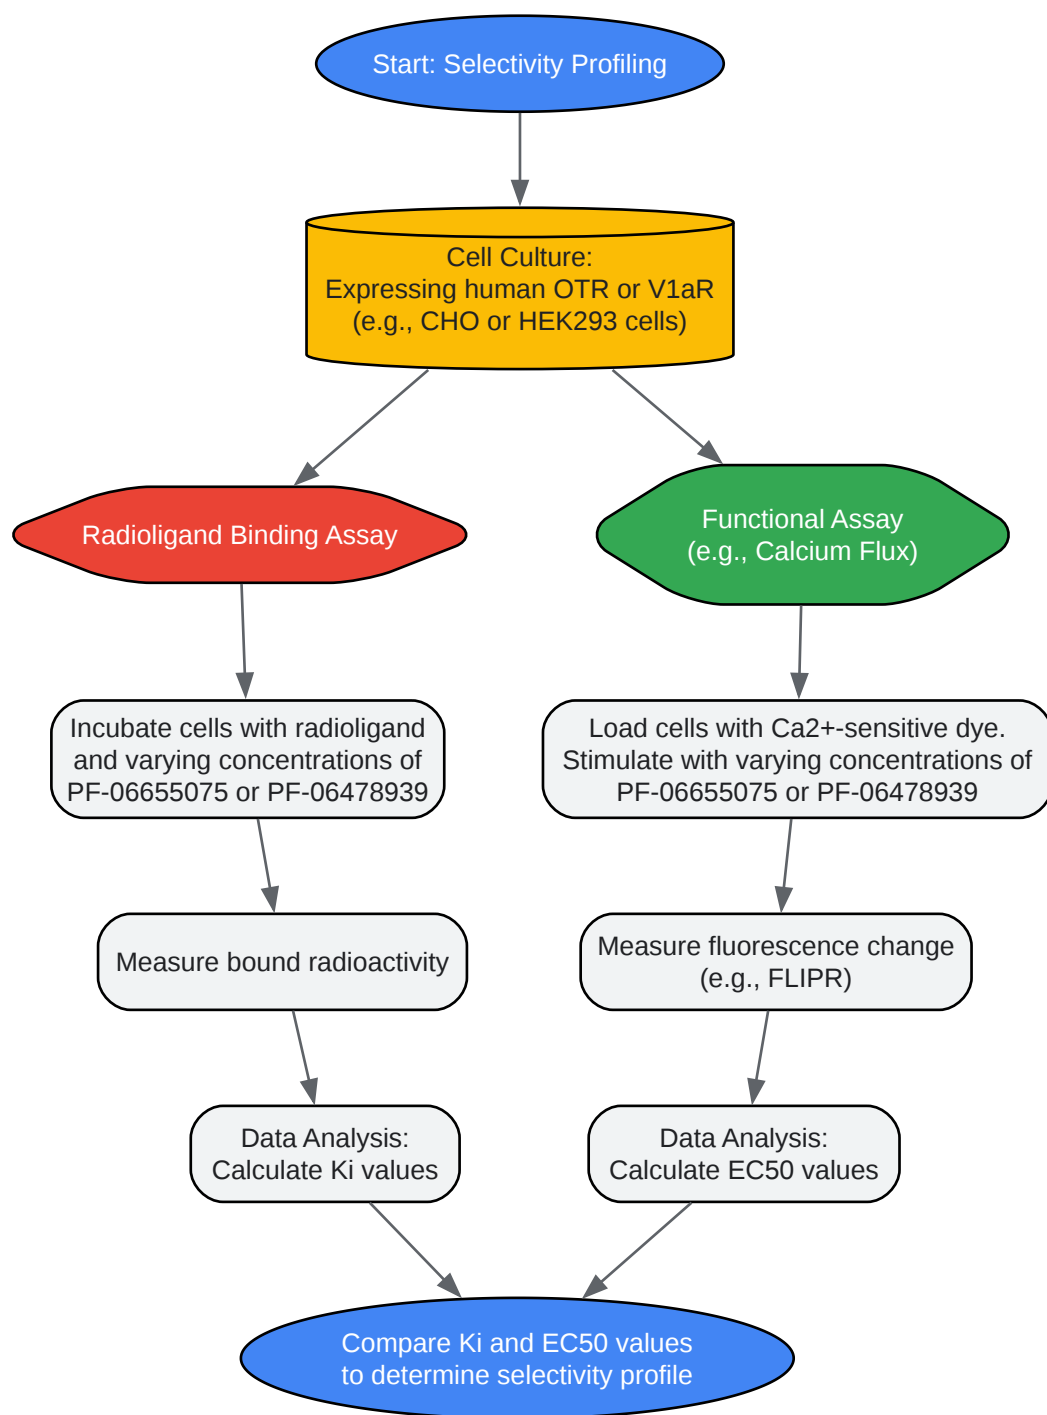 Start: Selectivity Profiling
Cell Culture:
Expressing human OTR or V1aR
(e.g., CHO or HEK293 cells)
Radioligand Binding Assay
Functional Assay
(e.g., Calcium Flux)
Incubate cells with radioligand
and varying concentrations of
PF-06655075 or PF-06478939
Load cells with Ca2+-sensitive dye.
Stimulate with varying concentrations of
PF-06655075 or PF-06478939
Measure bound radioactivity
Measure fluorescence change
(e.g., FLIPR)
Data Analysis:
Calculate Ki values
Data Analysis:
Calculate EC50 values
Compare Ki and EC50 values
to determine selectivity profile